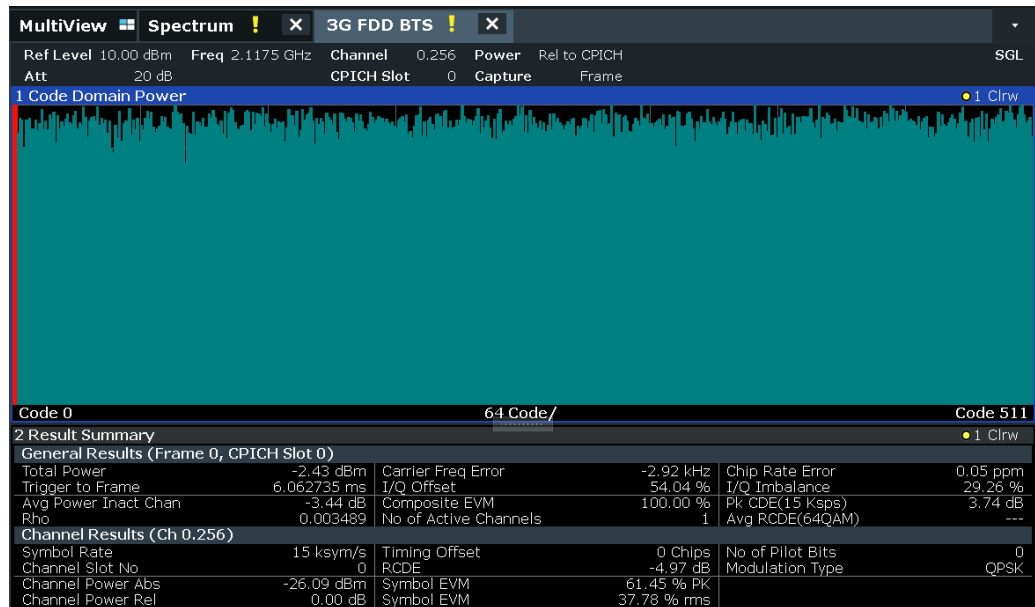 MultiView Spectrum ! X 3G FDD BTS ! X
Ref Level 10.00 dBm Freq 2.1175 GHz Channel 0.256 Power Rel to CPICH SGL
Att 20 dB CPICH Slot 0 Capture Frame
1 Code Domain Power 1 Clrw
Code 0 64 Code/ Code 511
2 Result Summary 1 Clrw
General Results (Frame 0, CPICH Slot 0)
Total Power -2.43 dBm Carrier Freq Error -2.92 kHz Chip Rate Error 0.05 ppm
Trigger to Frame 6.062735 ms I/Q Offset 54.04 % I/Q Imbalance 29.26 %
Avg Power Inact Chan -3.44 dB Composite EVM 100.00 % Pk CDE(15 Ksps) 3.74 dB
Rho 0.003489 No of Active Channels 1 Avg RCDE(64QAM) ---
Channel Results (Ch 0.256)
Symbol Rate 15 ksym/s Timing Offset 0 Chips No of Pilot Bits 0
Channel Slot No 0 RCDE -4.97 dB Modulation Type QPSK
Channel Power Abs -26.09 dBm Symbol EVM 61.45 % PK
Channel Power Rel 0.00 dB Symbol EVM 37.78 % rms